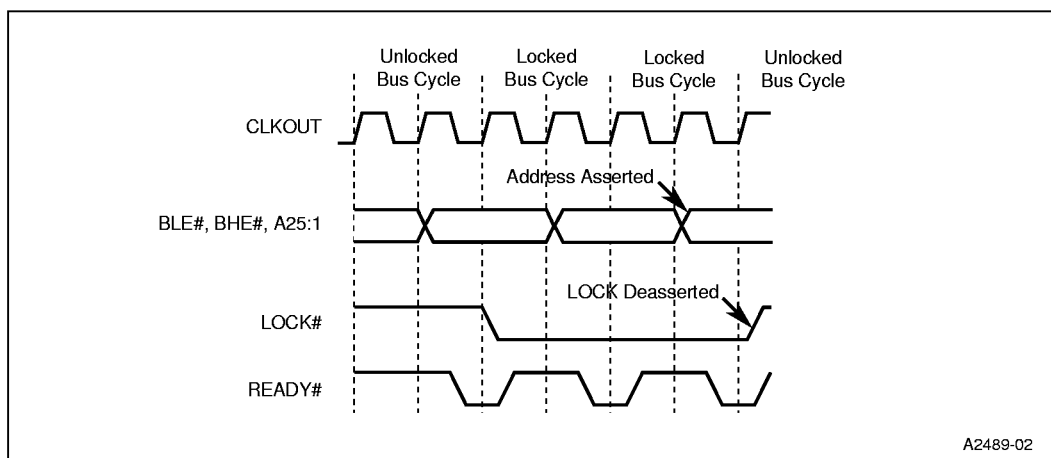 Unlocked Bus Cycle
Locked Bus Cycle
Locked Bus Cycle
Unlocked Bus Cycle
CLKOUT
Address Asserted
BLE#, BHE#, A25:1
LOCK Deasserted
LOCK#
READY#
A2489-02